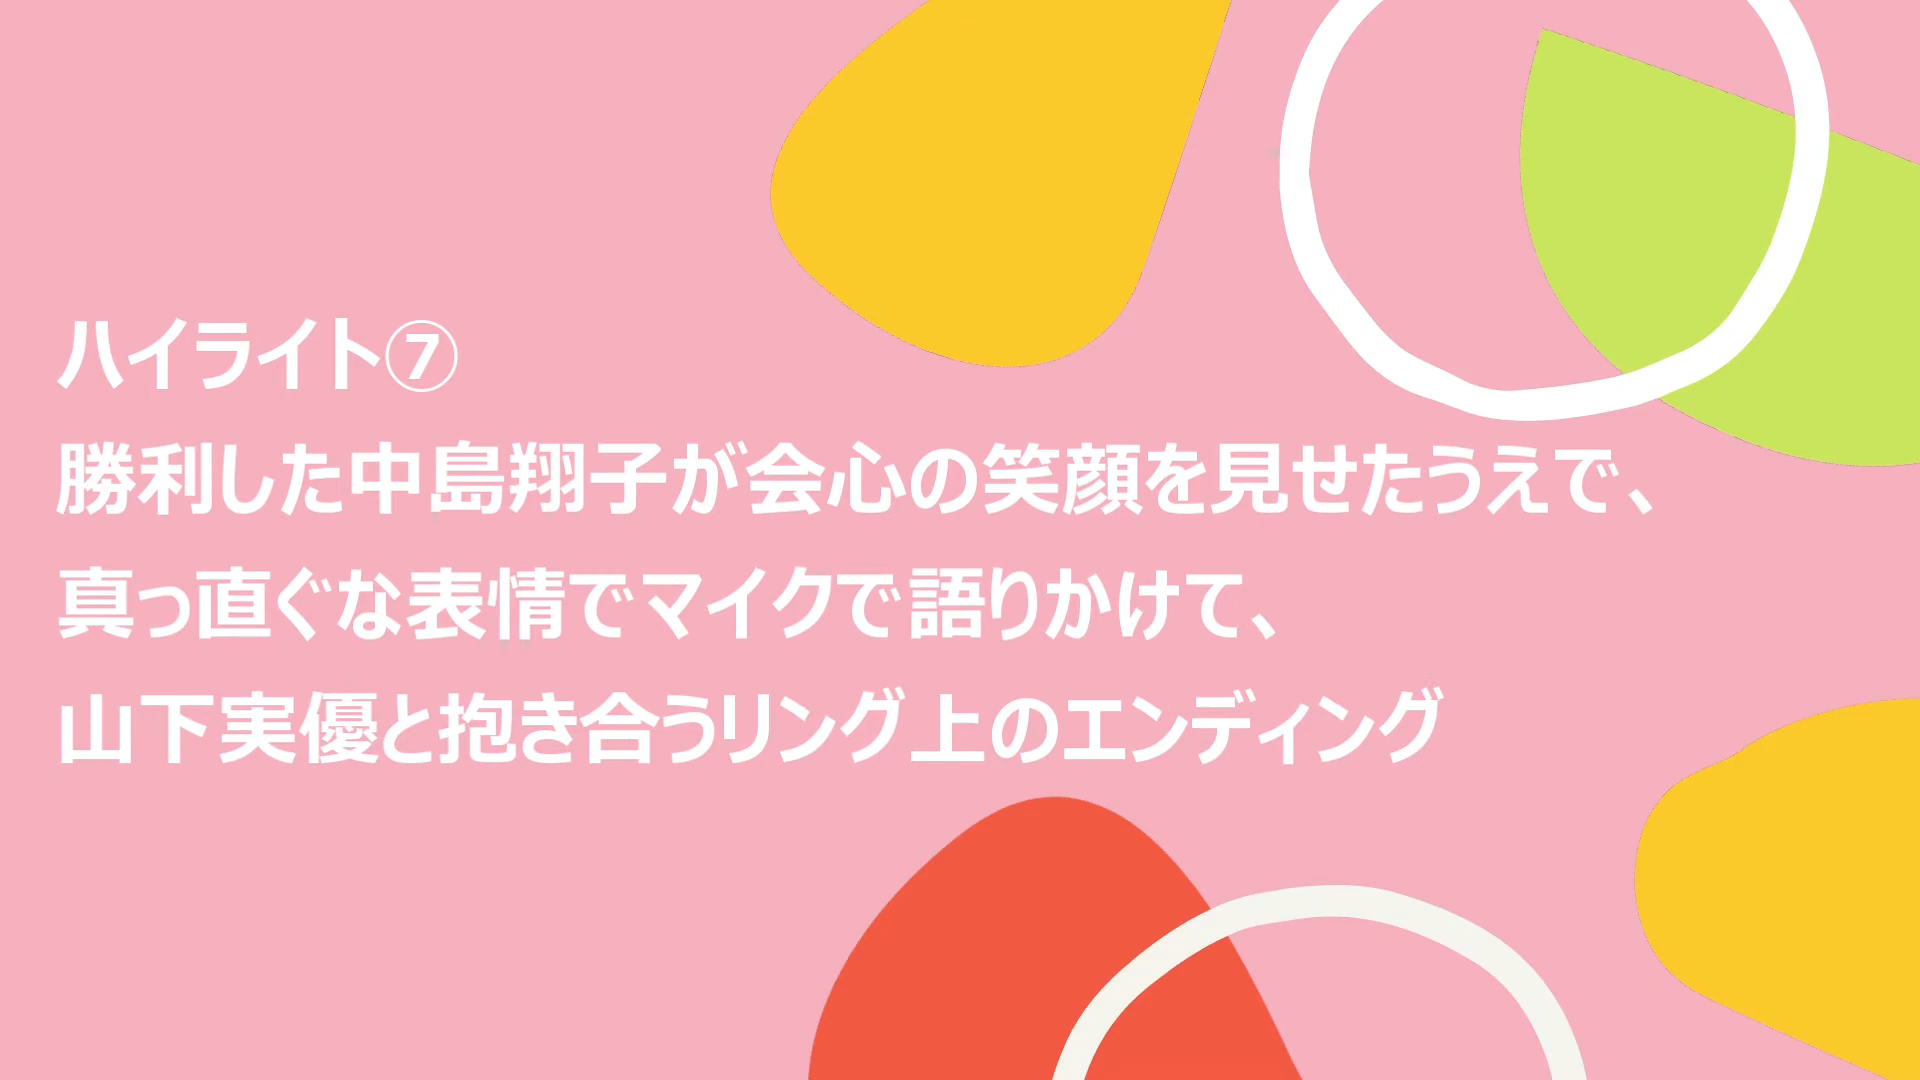 ハイライト⑦
勝利した中島翔子が会心の笑顔を見せたうえで、
真っ直ぐな表情でマイクで語りかけて、
山下実優と抱き合うリング上のエンディング